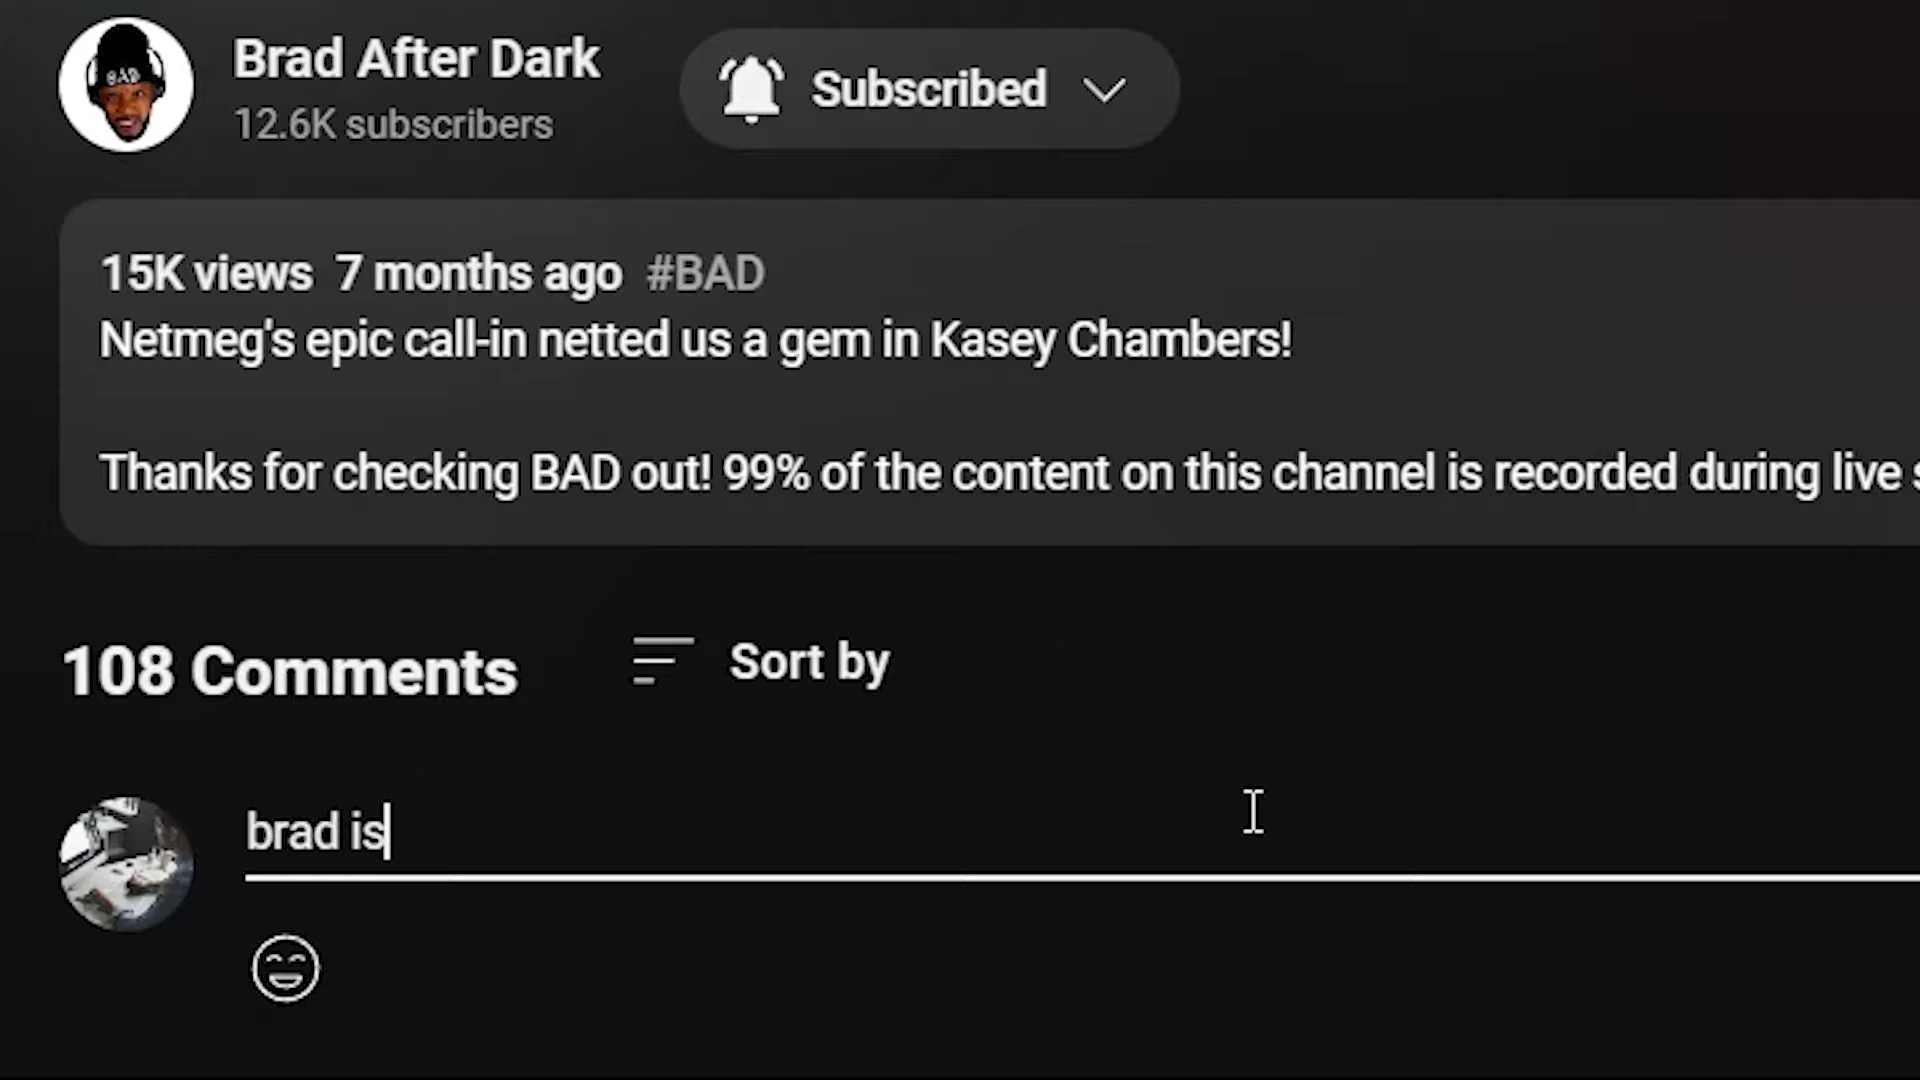 BAD
Brad After Dark
12.6K subscribers
Subscribed
15K views 7 months ago #BAD
Netmeg's epic call-in netted us a gem in Kasey Chambers!
Thanks for checking BAD out! 99% of the content on this channel is recorded during live
108 Comments
Sort by
brad is